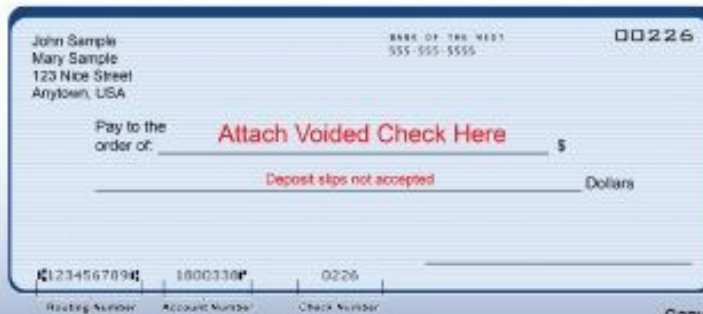 John Sample
Mary Sample
123 Nice Street
Anytown, USA
BANK OF THE WEST
555-555-5555
00226
Pay to the
order of:
Attach Voided Check Here
$
Deposit slips not accepted
Dollars
⑆123456789⑆ 1800338⑈ 0226
Routing Number Account Number Check Number